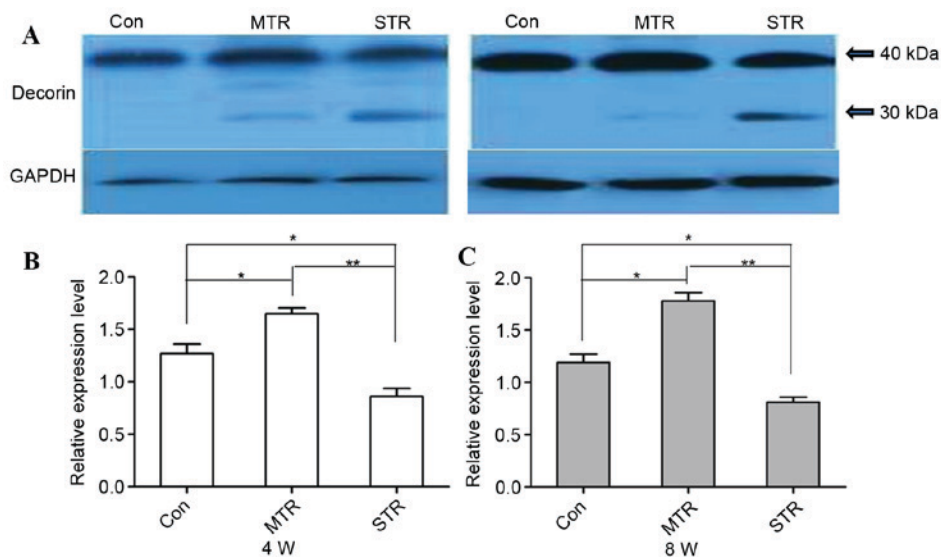 A
Con MTR STR Con MTR STR
Decorin
40 kDa
30 kDa
GAPDH
B
* * **
Relative expression level
2.0
1.5
1.0
0.5
0.0
Con MTR STR
4 W
C
* * **
Relative expression level
2.0
1.5
1.0
0.5
0.0
Con MTR STR
8 W